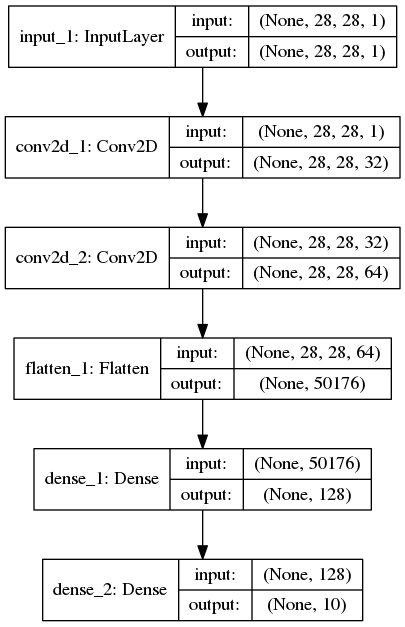 input_1: InputLayer
input: (None, 28, 28, 1)
output: (None, 28, 28, 1)
conv2d_1: Conv2D
input: (None, 28, 28, 1)
output: (None, 28, 28, 32)
conv2d_2: Conv2D
input: (None, 28, 28, 32)
output: (None, 28, 28, 64)
flatten_1: Flatten
input: (None, 28, 28, 64)
output: (None, 50176)
dense_1: Dense
input: (None, 50176)
output: (None, 128)
dense_2: Dense
input: (None, 128)
output: (None, 10)